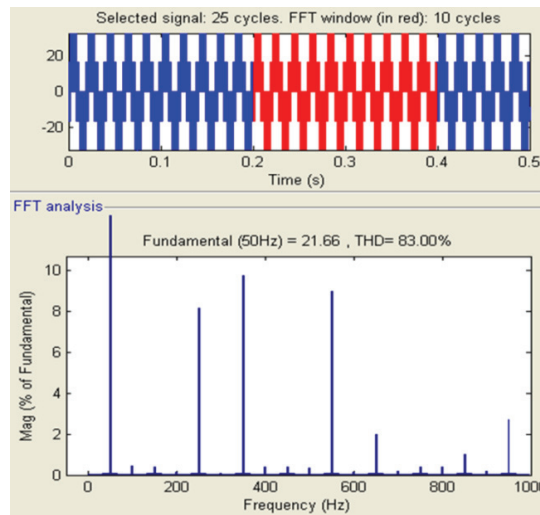 Selected signal: 25 cycles. FFT window (in red): 10 cycles
20
0
-20
0 0.1 0.2 0.3 0.4 0.5
Time (s)
FFT analysis
Fundamental (50Hz) = 21.66 , THD= 83.00%
10
8
6
4
2
0
Mag (% of Fundamental)
0 200 400 600 800 1000
Frequency (Hz)